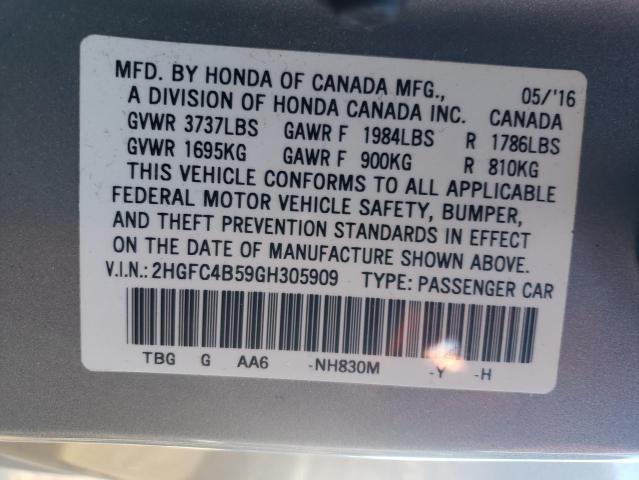 MFD. BY HONDA OF CANADA MFG., 05/'16
A DIVISION OF HONDA CANADA INC. CANADA
GVWR 3737LBS GAWR F 1984LBS R 1786LBS
GVWR 1695KG GAWR F 900KG R 810KG
THIS VEHICLE CONFORMS TO ALL APPLICABLE
FEDERAL MOTOR VEHICLE SAFETY, BUMPER,
AND THEFT PREVENTION STANDARDS IN EFFECT
ON THE DATE OF MANUFACTURE SHOWN ABOVE.
V.I.N.: 2HGFC4B59GH305909 TYPE: PASSENGER CAR
TBG G AA6 -NH830M -Y -H